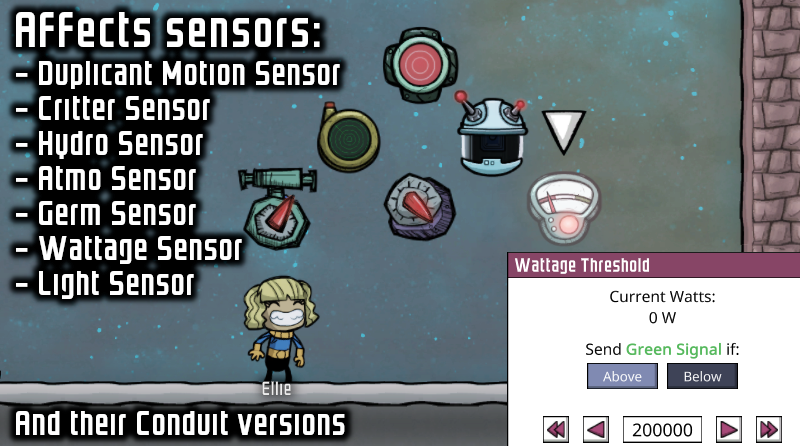 Affects sensors:
- Duplicant Motion Sensor
- Critter Sensor
- Hydro Sensor
- Atmo Sensor
- Germ Sensor
- Wattage Sensor
- Light Sensor
Ellie
And their Conduit versions
Wattage Threshold
Current Watts:
0 W
Send Green Signal if:
Above Below
200000